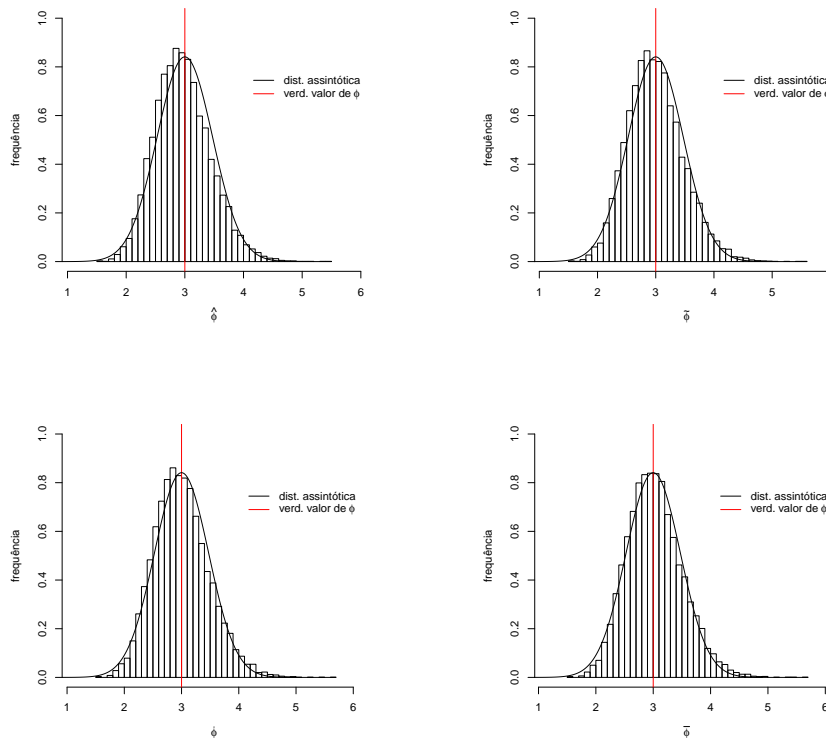 1.0
0.8
0.6
0.4
0.2
0.0
frequência
dist. assintótica
verd. valor de ϕ
1 2 3 4 5 6
ϕ̂
1.0
0.8
0.6
0.4
0.2
0.0
frequência
dist. assintótica
verd. valor de ϕ
1 2 3 4 5
ϕ̃
1.0
0.8
0.6
0.4
0.2
0.0
frequência
dist. assintótica
verd. valor de ϕ
1 2 3 4 5 6
1.0
0.8
0.6
0.4
0.2
0.0
frequência
dist. assintótica
verd. valor de ϕ
1 2 3 4 5 6
ϕ̄